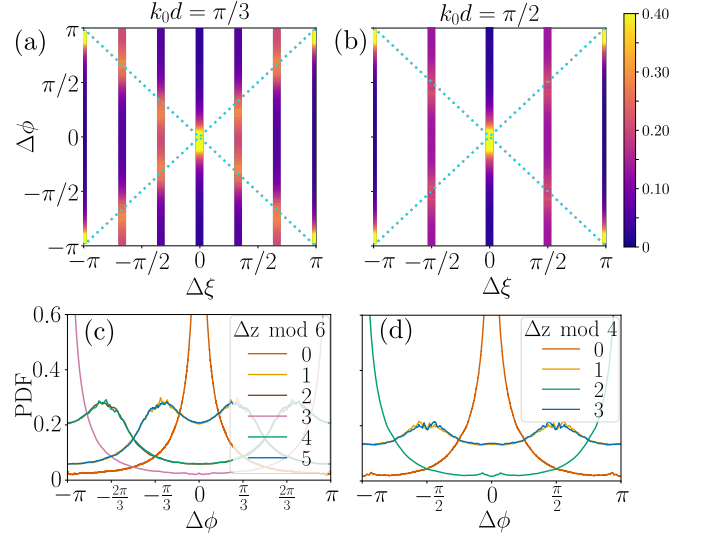 k₀d = π/3
k₀d = π/2
(a)
(b)
π
π/2
0
−π/2
−π
Δϕ
−π −π/2 0 π/2 π
Δξ
−π −π/2 0 π/2 π
Δξ
0.40
0.30
0.20
0.10
0
(c)
(d)
0.6
0.4
0.2
0
PDF
Δz mod 6
0
1
2
3
4
5
−π −2π/3 −π/3 0 π/3 2π/3 π
Δϕ
Δz mod 4
0
1
2
3
−π −π/2 0 π/2 π
Δϕ